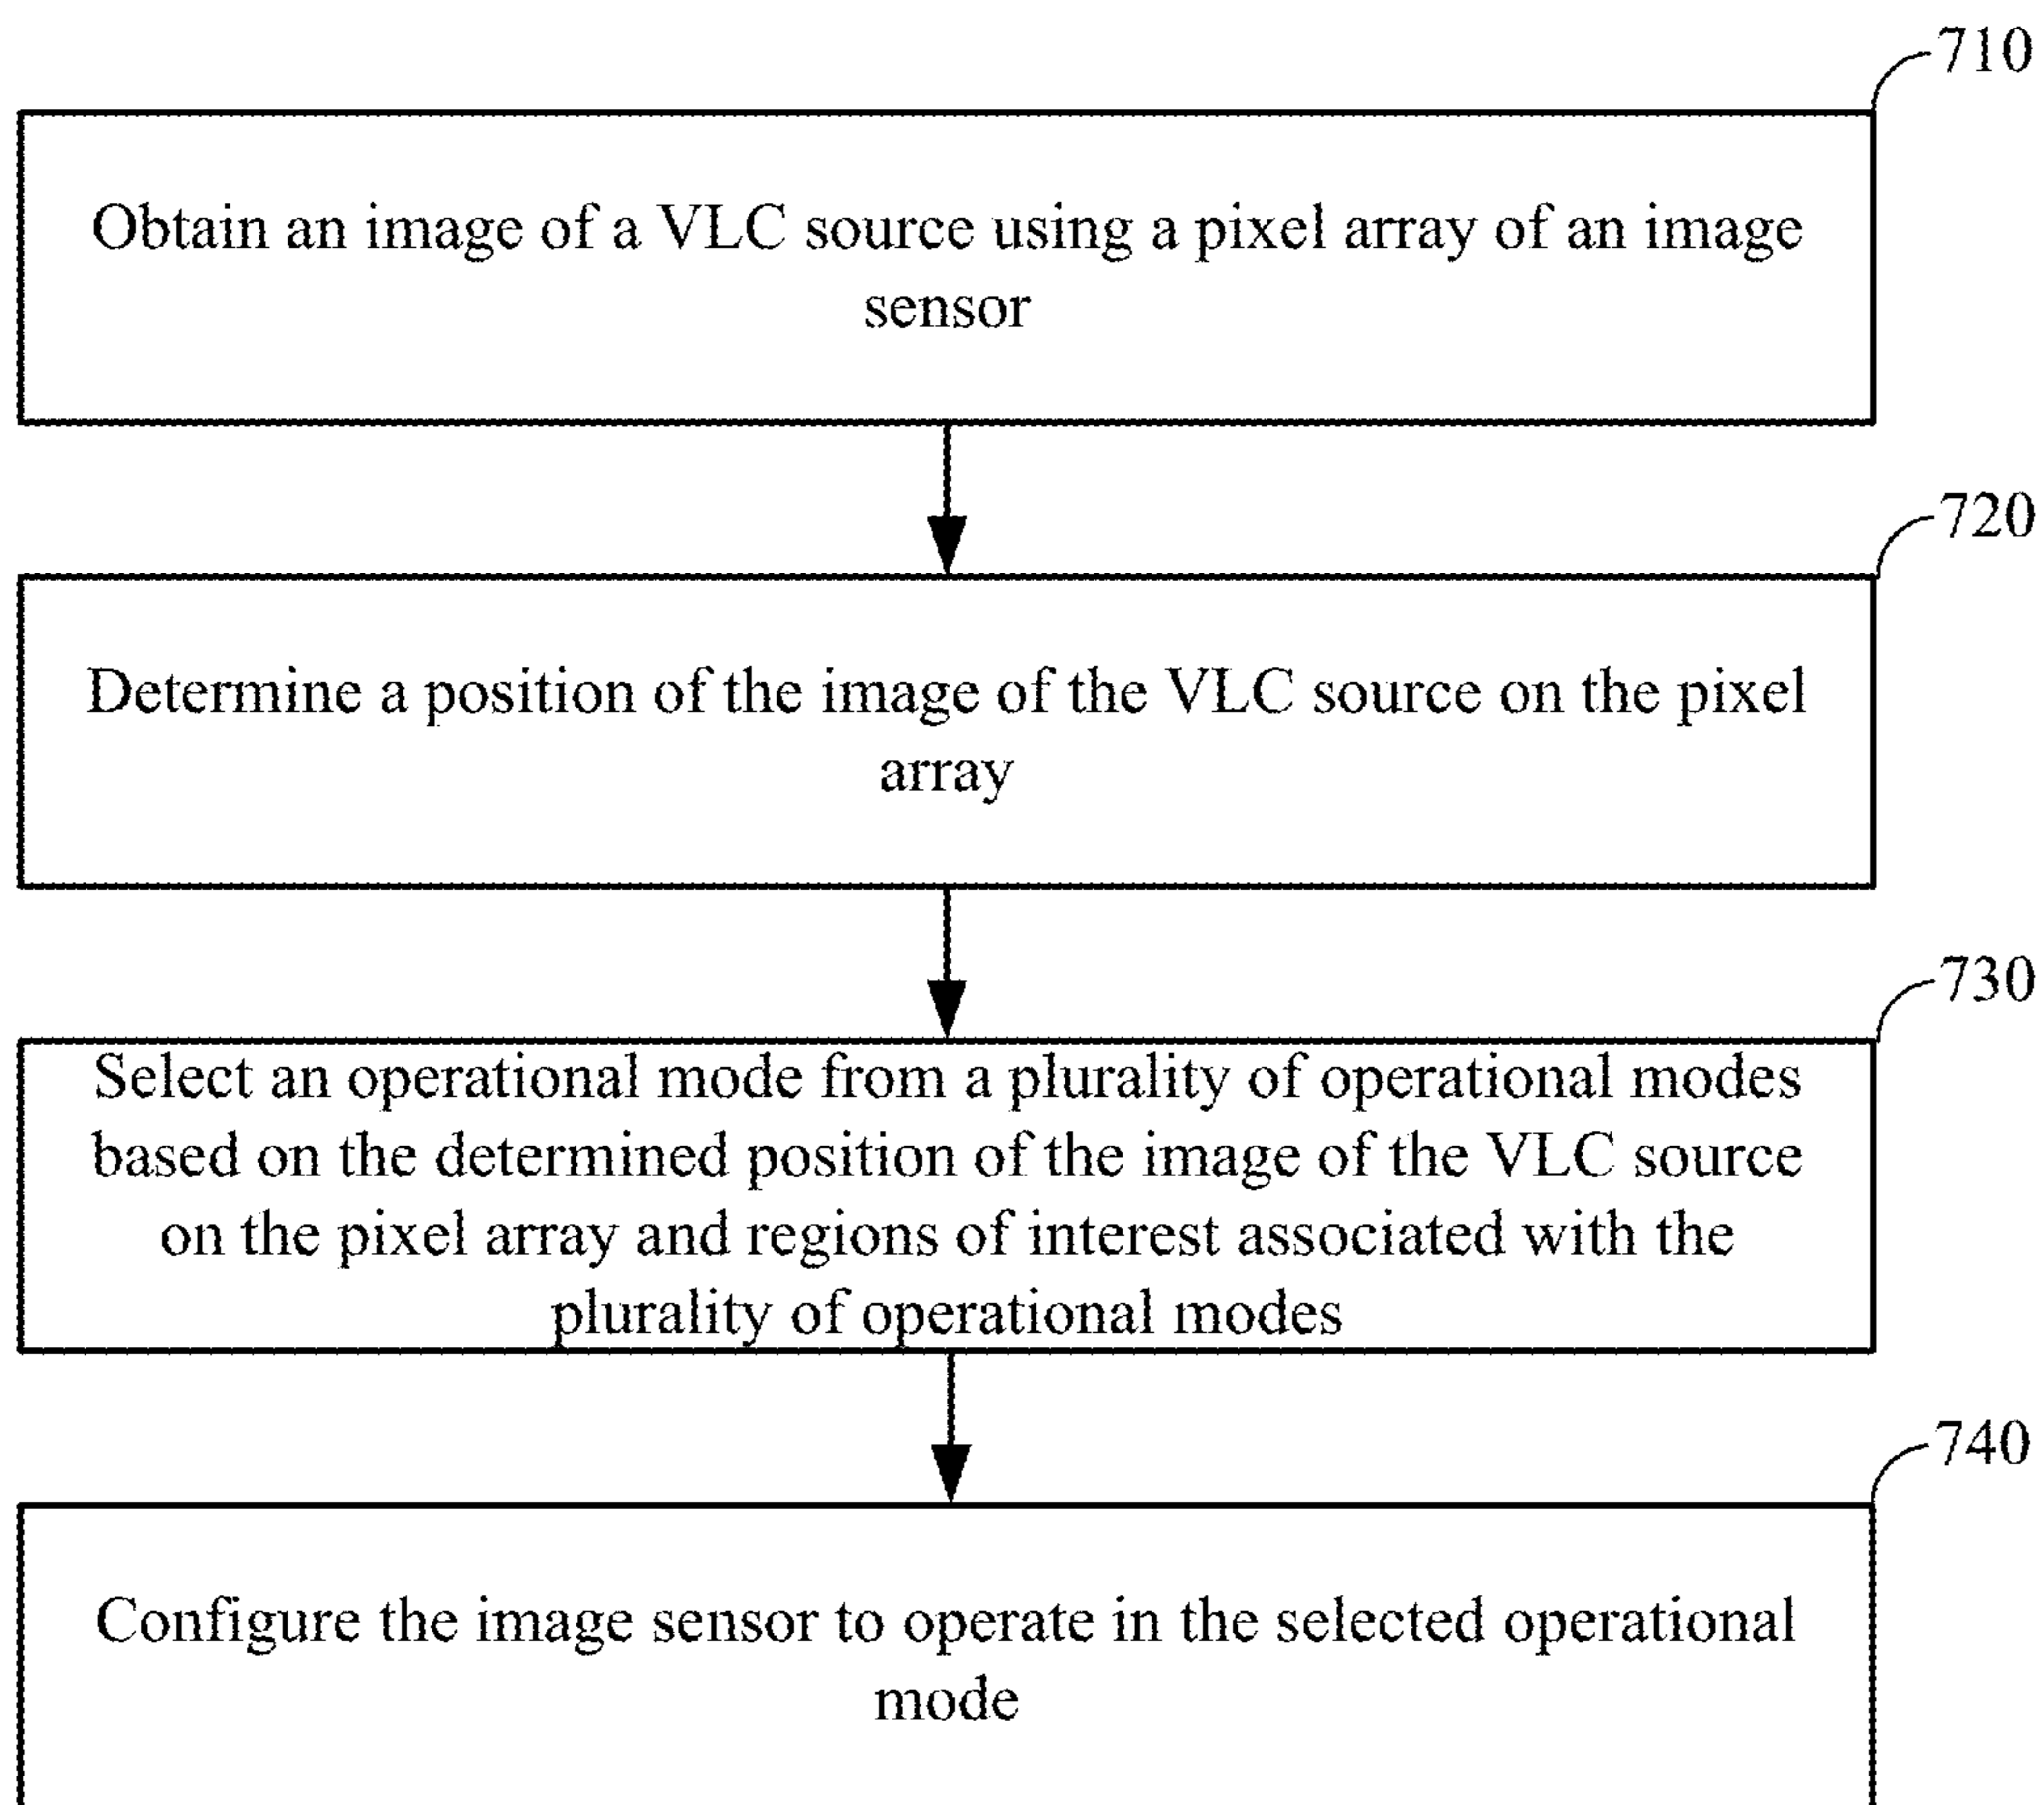 710
Obtain an image of a VLC source using a pixel array of an image
sensor
720
Determine a position of the image of the VLC source on the pixel
array
730
Select an operational mode from a plurality of operational modes
based on the determined position of the image of the VLC source
on the pixel array and regions of interest associated with the
plurality of operational modes
740
Configure the image sensor to operate in the selected operational
mode